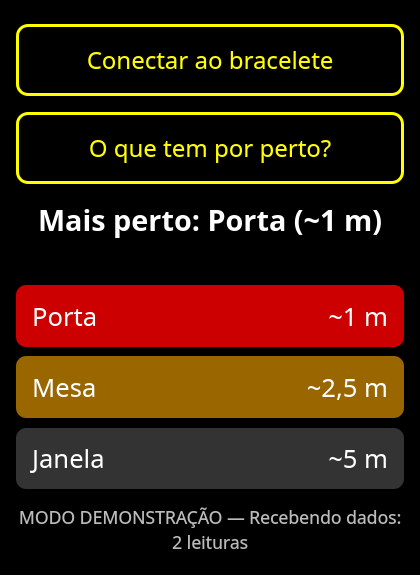 Conectar ao bracelete
O que tem por perto?
Mais perto: Porta (~1 m)
Porta ~1 m
Mesa ~2,5 m
Janela ~5 m
MODO DEMONSTRAÇÃO — Recebendo dados:
2 leituras